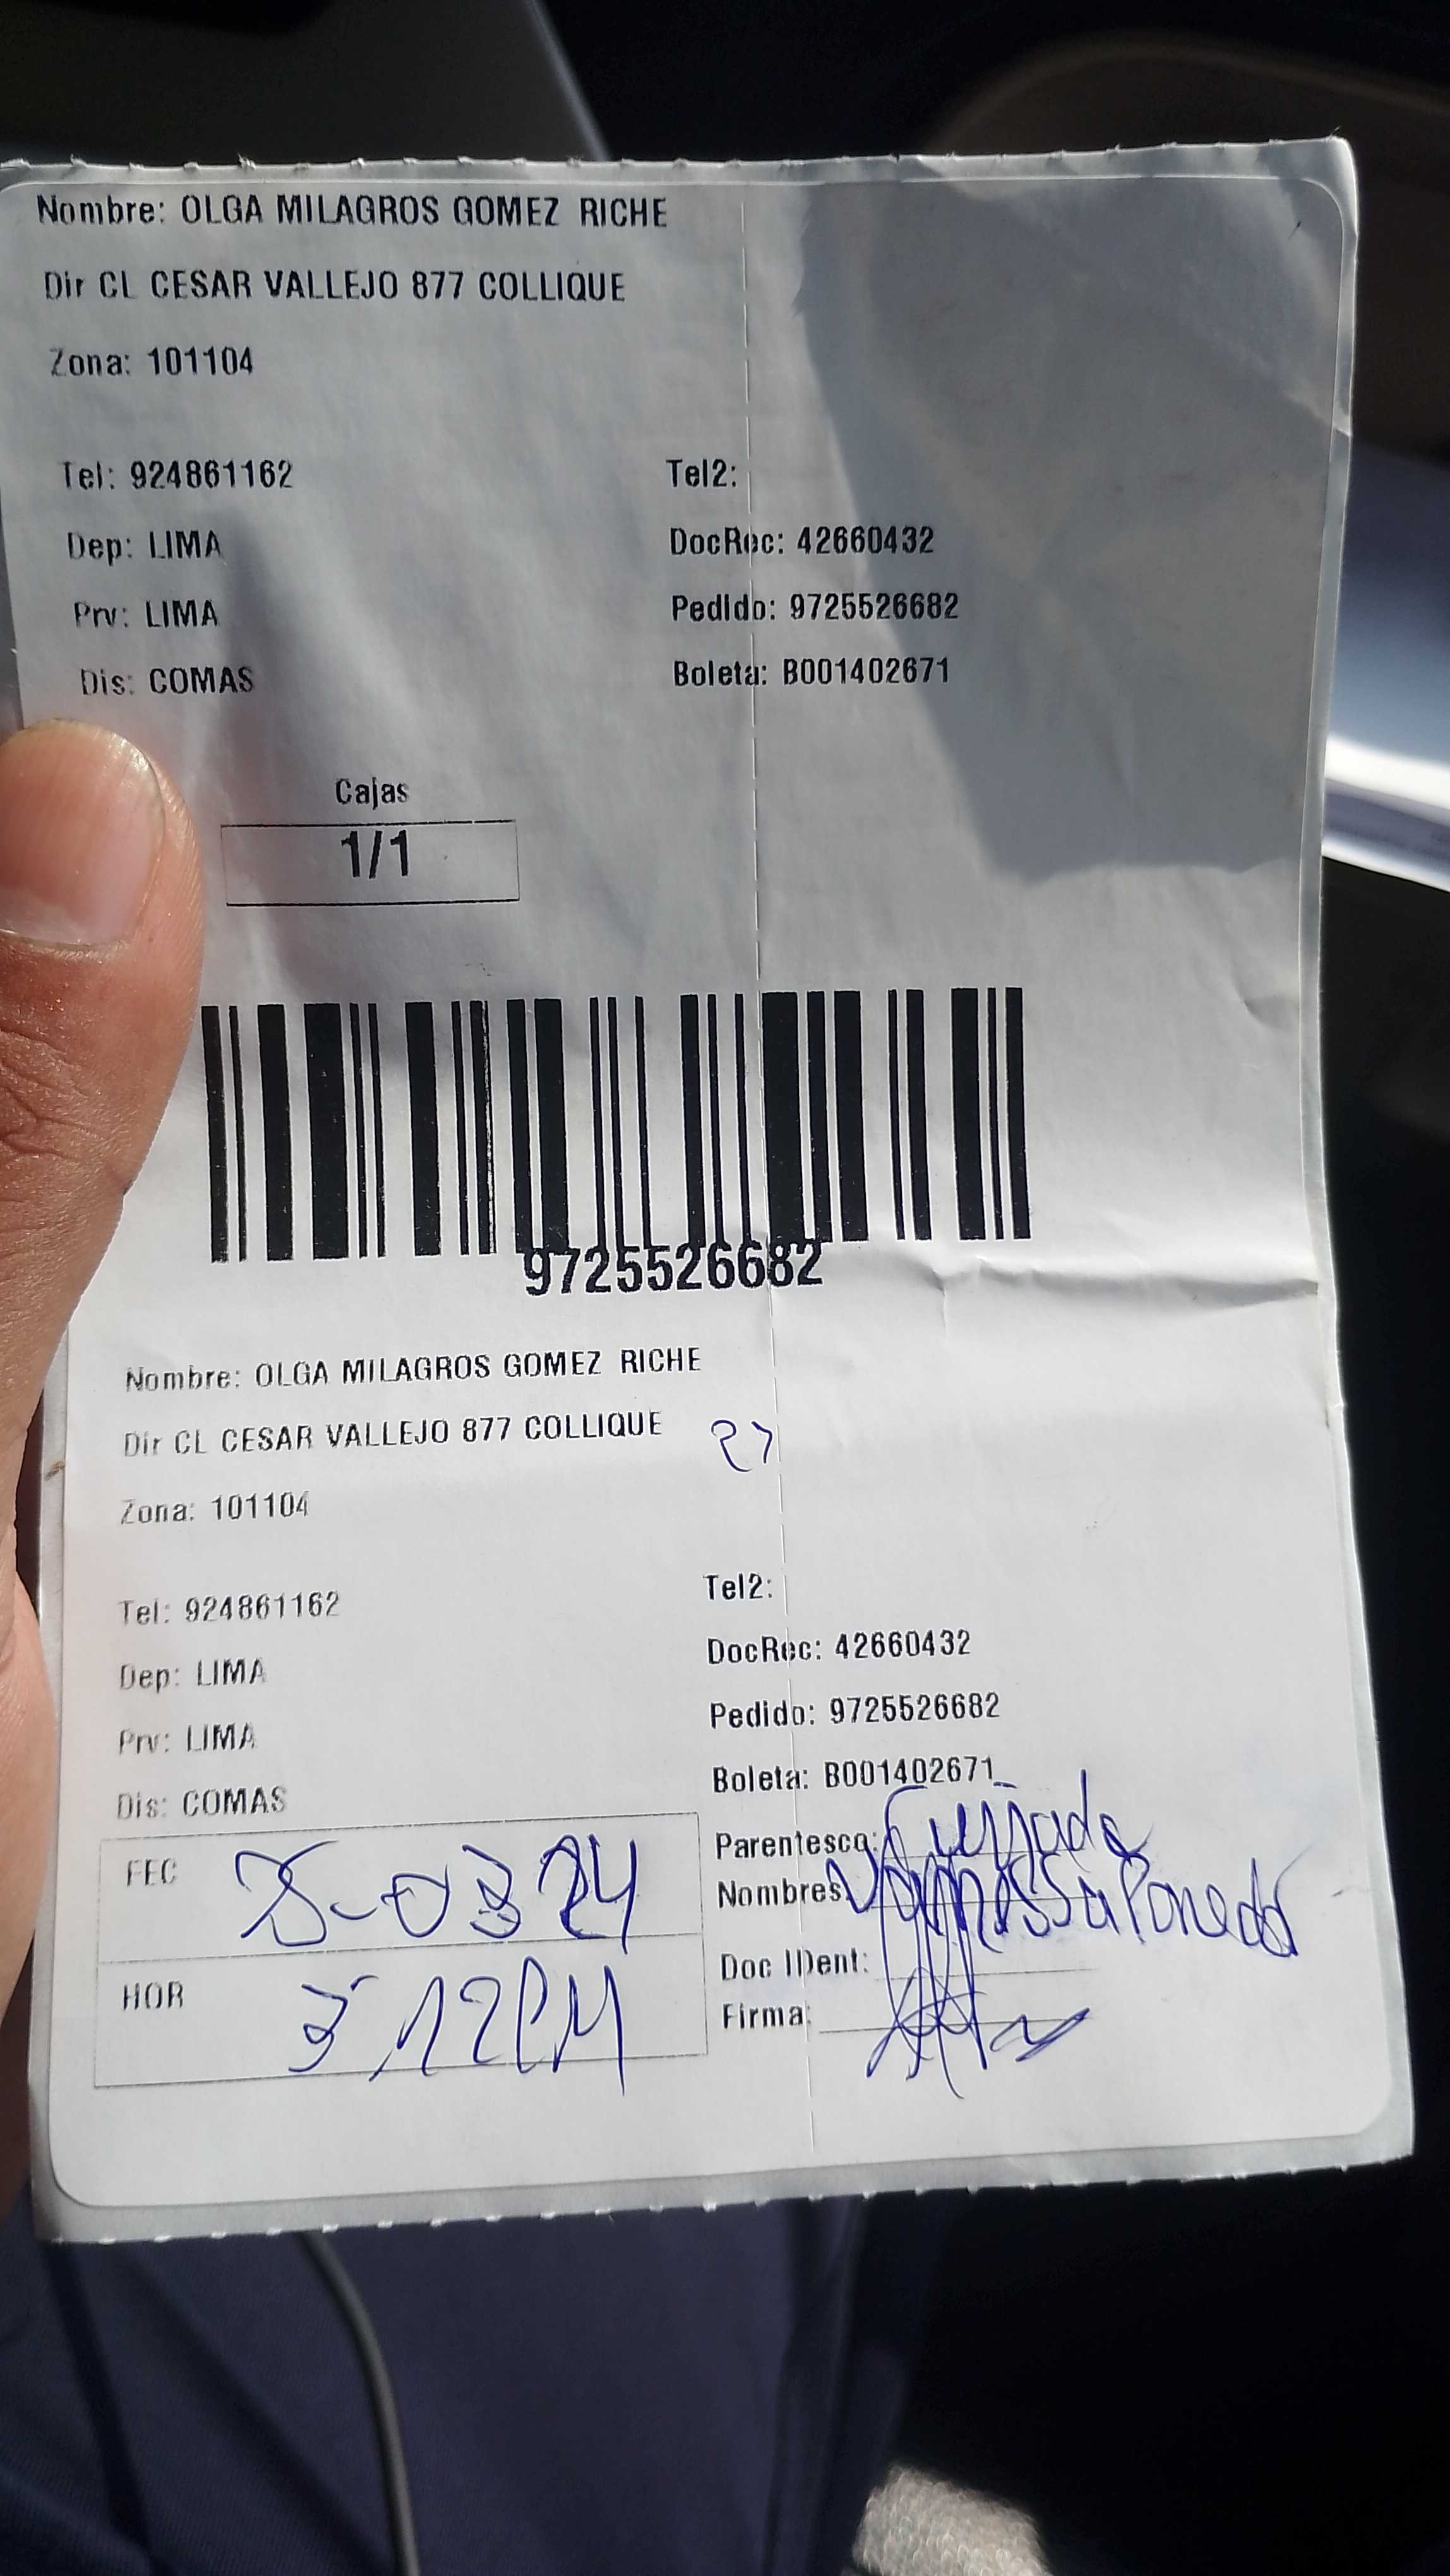 Nombre: OLGA MILAGROS GOMEZ RICHE
Dir CL CESAR VALLEJO 877 COLLIQUE
Zona: 101104
Tel: 924861162 Tel2:
Dep: LIMA DocRec: 42660432
Prv: LIMA Pedido: 9725526682
Dis: COMAS Boleta: B001402671
Cajas
1/1
9725526682
Nombre: OLGA MILAGROS GOMEZ RICHE
Dir CL CESAR VALLEJO 877 COLLIQUE
Zona: 101104
Tel: 924861162 Tel2:
Dep: LIMA DocRec: 42660432
Prv: LIMA Pedido: 9725526682
Dis: COMAS Boleta: B001402671
Parentesco: Cuñada
FEC Nombres:
Doc IDent:
HOR Firma: